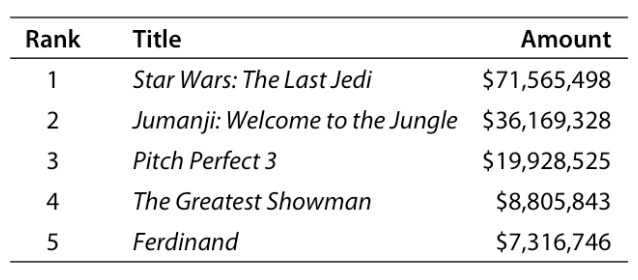 Rank Title Amount
1 Star Wars: The Last Jedi $71,565,498
2 Jumanji: Welcome to the Jungle $36,169,328
3 Pitch Perfect 3 $19,928,525
4 The Greatest Showman $8,805,843
5 Ferdinand $7,316,746